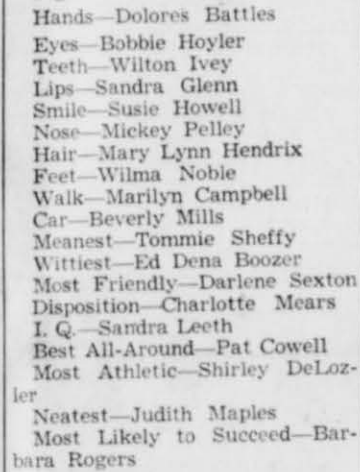 Hands—Dolores Battles
Eyes—Bobbie Hoyler
Teeth—Wilton Ivey
Lips—Sandra Glenn
Smile—Susie Howell
Nose—Mickey Pelley
Hair—Mary Lynn Hendrix
Feet—Wilma Noble
Walk—Marilyn Campbell
Car—Beverly Mills
Meanest—Tommie Sheffy
Wittiest—Ed Dena Boozer
Most Friendly—Darlene Sexton
Disposition—Charlotte Mears
I. Q.—Sandra Leeth
Best All-Around—Pat Cowell
Most Athletic—Shirley DeLoz-
ier
Neatest—Judith Maples
Most Likely to Succeed—Bar-
bara Rogers